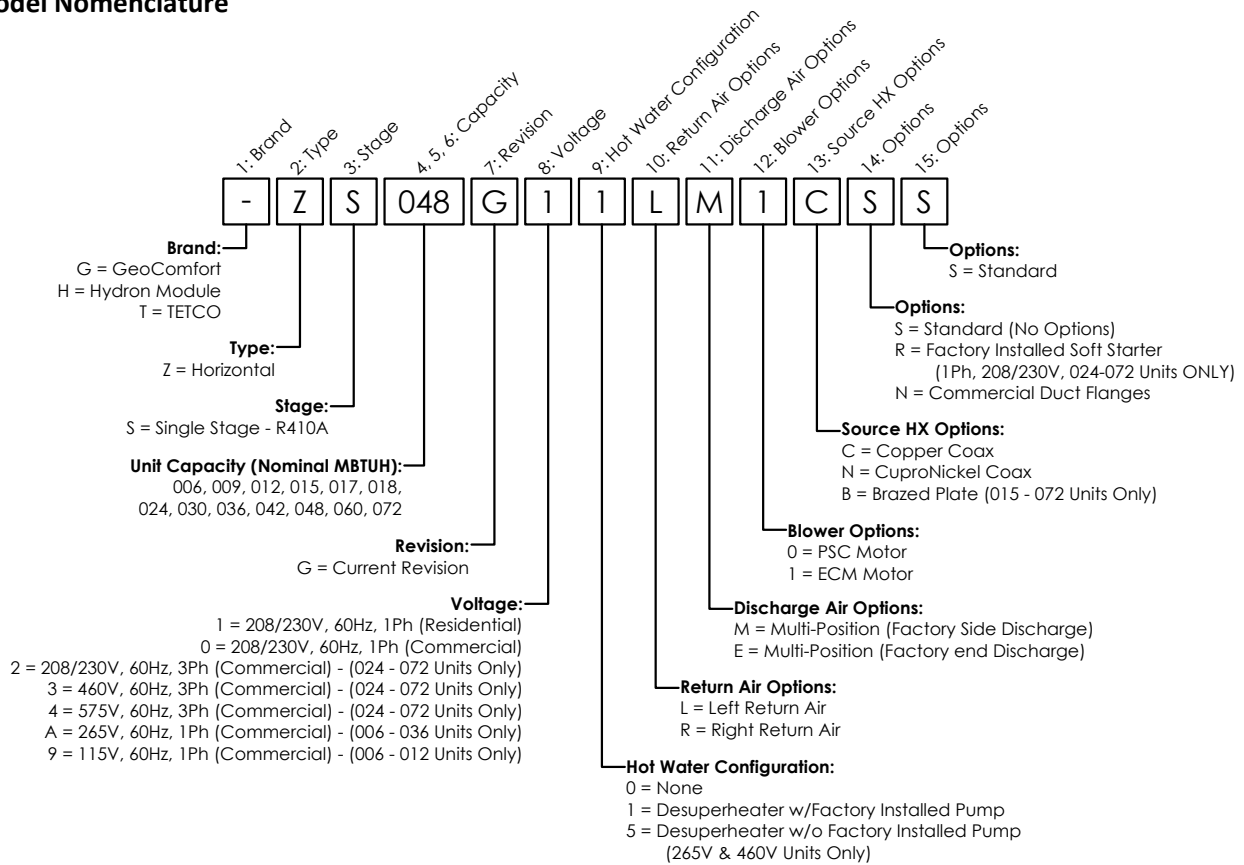 odel Nomenclature
1: Brand
2: Type
3: Stage
4, 5, 6: Capacity
7: Revision
8: Voltage
9: Hot Water Configuration
10: Return Air Options
11: Discharge Air Options
12: Blower Options
13: Source HX Options
14: Options
15: Options
- Z S 048 G 1 1 L M 1 C S S
Brand:
G = GeoComfort
H = Hydron Module
T = TETCO
Type:
Z = Horizontal
Stage:
S = Single Stage - R410A
Unit Capacity (Nominal MBTUH):
006, 009, 012, 015, 017, 018,
024, 030, 036, 042, 048, 060, 072
Revision:
G = Current Revision
Voltage:
1 = 208/230V, 60Hz, 1Ph (Residential)
0 = 208/230V, 60Hz, 1Ph (Commercial)
2 = 208/230V, 60Hz, 3Ph (Commercial) - (024 - 072 Units Only)
3 = 460V, 60Hz, 3Ph (Commercial) - (024 - 072 Units Only)
4 = 575V, 60Hz, 3Ph (Commercial) - (024 - 072 Units Only)
A = 265V, 60Hz, 1Ph (Commercial) - (006 - 036 Units Only)
9 = 115V, 60Hz, 1Ph (Commercial) - (006 - 012 Units Only)
Options:
S = Standard
Options:
S = Standard (No Options)
R = Factory Installed Soft Starter
(1Ph, 208/230V, 024-072 Units ONLY)
N = Commercial Duct Flanges
Source HX Options:
C = Copper Coax
N = CuproNickel Coax
B = Brazed Plate (015 - 072 Units Only)
Blower Options:
0 = PSC Motor
1 = ECM Motor
Discharge Air Options:
M = Multi-Position (Factory Side Discharge)
E = Multi-Position (Factory end Discharge)
Return Air Options:
L = Left Return Air
R = Right Return Air
Hot Water Configuration:
0 = None
1 = Desuperheater w/Factory Installed Pump
5 = Desuperheater w/o Factory Installed Pump
(265V & 460V Units Only)